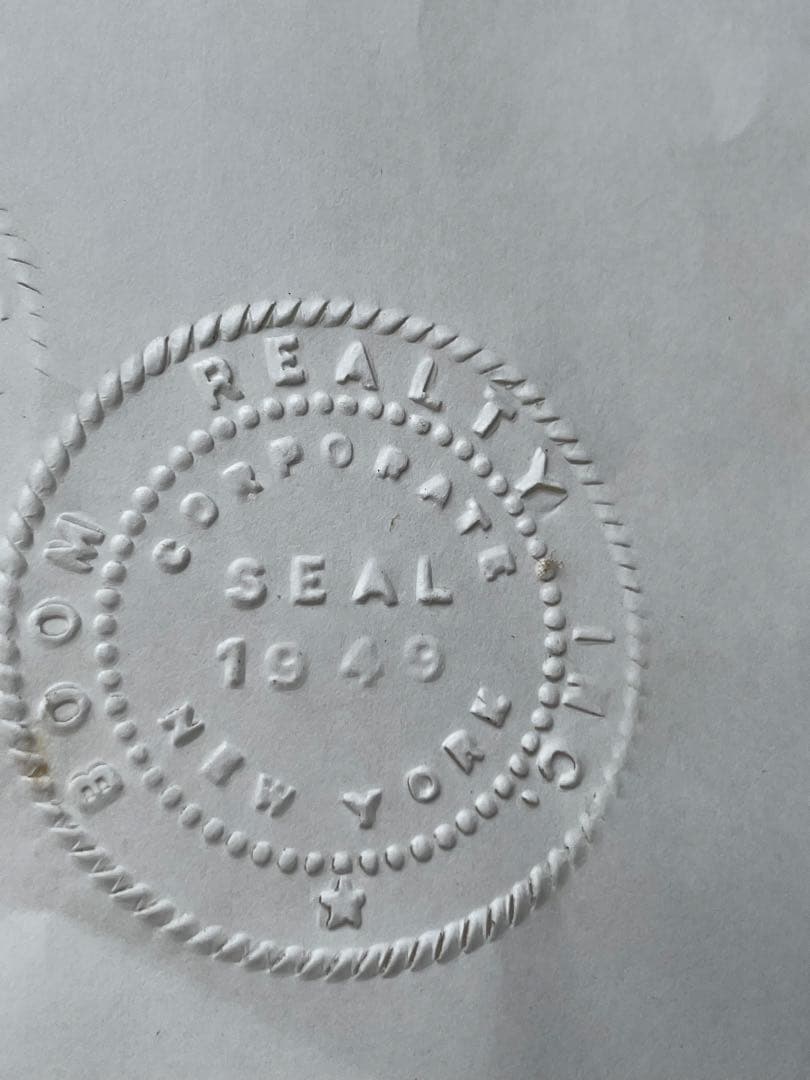 BOOM REALTY INC.
CORPORATE
SEAL
1949
NEW YORK